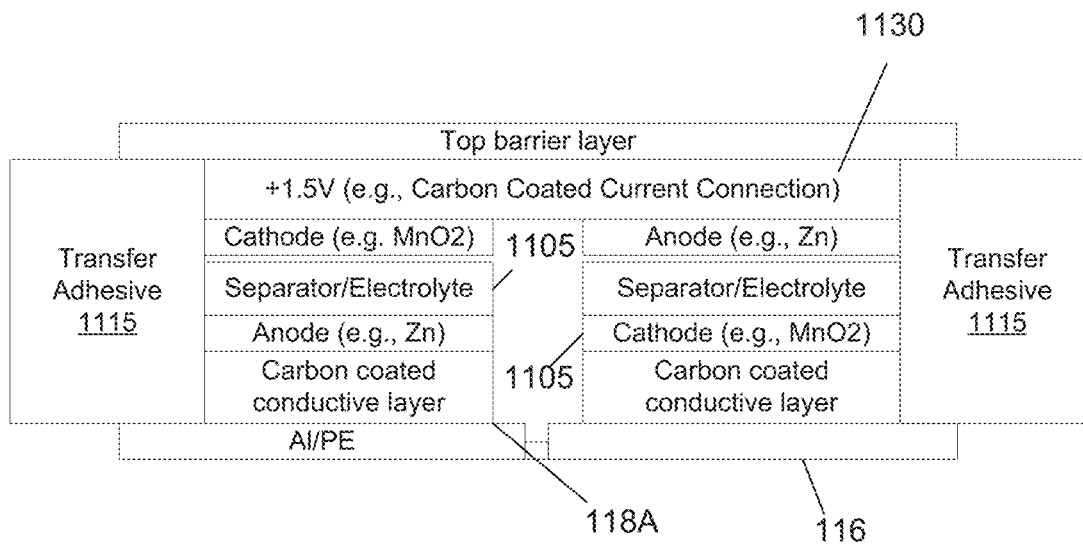 1130
Top barrier layer
+1.5V (e.g., Carbon Coated Current Connection)
Transfer
Adhesive
1115
Cathode (e.g. MnO2)
1105
Anode (e.g., Zn)
Separator/Electrolyte
Separator/Electrolyte
Anode (e.g., Zn)
Cathode (e.g., MnO2)
1105
Carbon coated
conductive layer
Carbon coated
conductive layer
Transfer
Adhesive
1115
Al/PE
118A
116